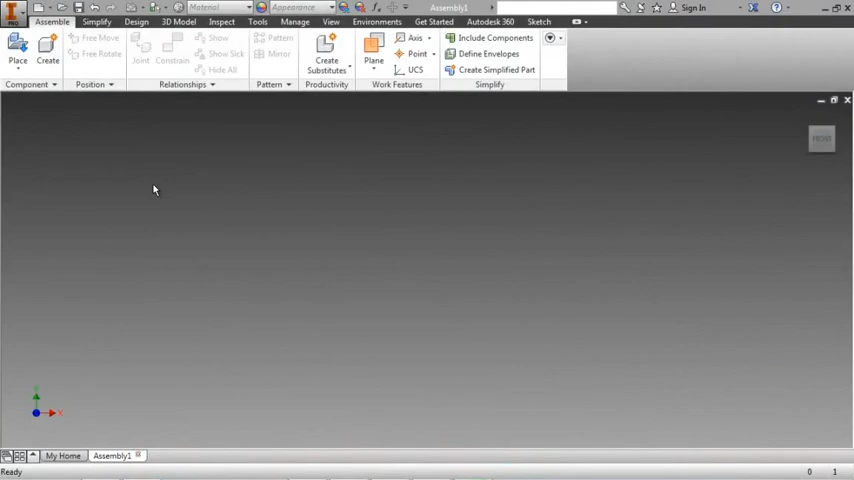 PRO Material Appearance Assembly1 Sign In
Assemble Simplify Design 3D Model Inspect Tools Manage View Environments Get Started Autodesk 360 Sketch
Place Create Free Move Free Rotate Joint Constrain Show Show Sick Hide All Pattern Mirror Create Substitutes Plane Axis Point UCS Include Components Define Envelopes Create Simplified Part
Component Position Relationships Pattern Productivity Work Features Simplify
FRONT
X
My Home Assembly1
Ready 0 1